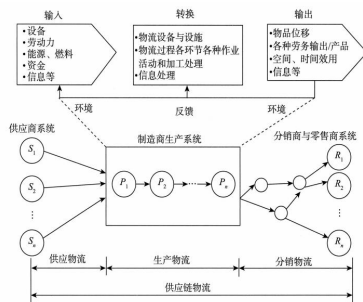 输入
转换
输出
•设备
•劳动力
•能源、燃料
•资金
•信息等
•物流设备与设施
•物流过程各环节各种作业
活动和加工处理
•信息处理
•物品位移
•各种劳务输出/产品
•空间、时间效用
•信息等
环境
反馈
环境
供应商系统
制造商生产系统
分销商与零售商系统
S1
S2
⋮
Sn
P1
P2
……
Pn
R1
R2
⋮
Rn
供应物流
生产物流
分销物流
供应链物流